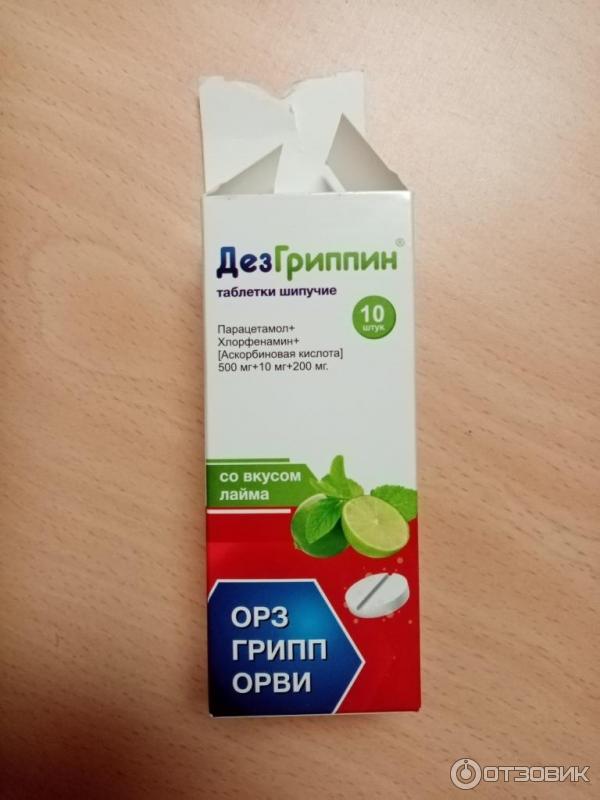 ДезГриппин®
таблетки шипучие
10
штук
Парацетамол+
Хлорфенамин+
[Аскорбиновая кислота]
500 мг+10 мг+200 мг.
со вкусом
лайма
ОРЗ
ГРИПП
ОРВИ
ОТЗОВИК